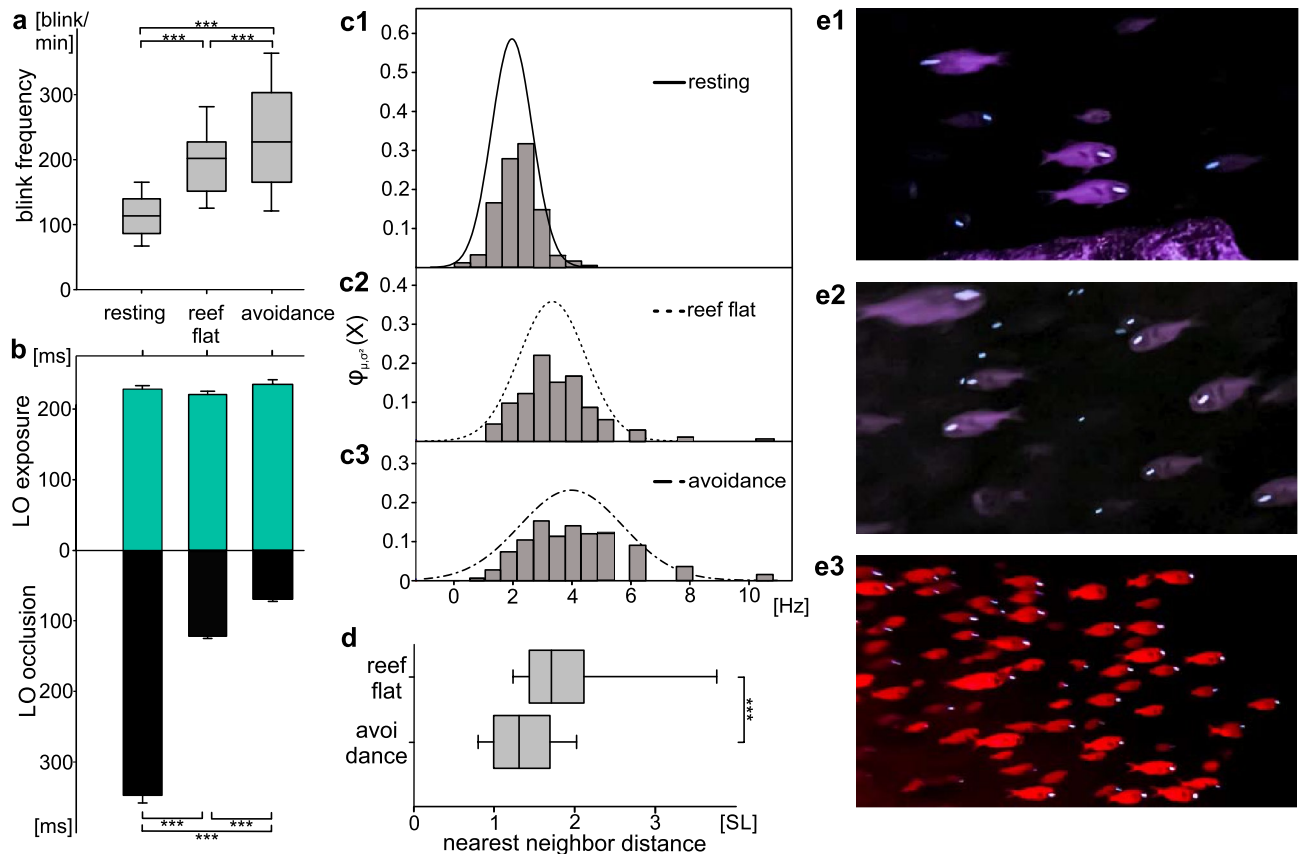 a
[blink/
min]
***
***
***
blink frequency
300
200
100
0
resting
reef
flat
avoidance
b
[ms]
LO exposure
200
100
0
LO occlusion
100
200
300
[ms]
***
***
***
c1
0.6
0.5
0.4
0.3
0.2
0.1
resting
c2
0.4
0.3
0.2
0.1
reef flat
φμ,σ²(X)
c3
0.3
0.2
0.1
0
avoidance
0
2
4
6
8
10
[Hz]
d
reef
flat
avoi
dance
***
0
1
2
3
[SL]
nearest neighbor distance
e1
e2
e3